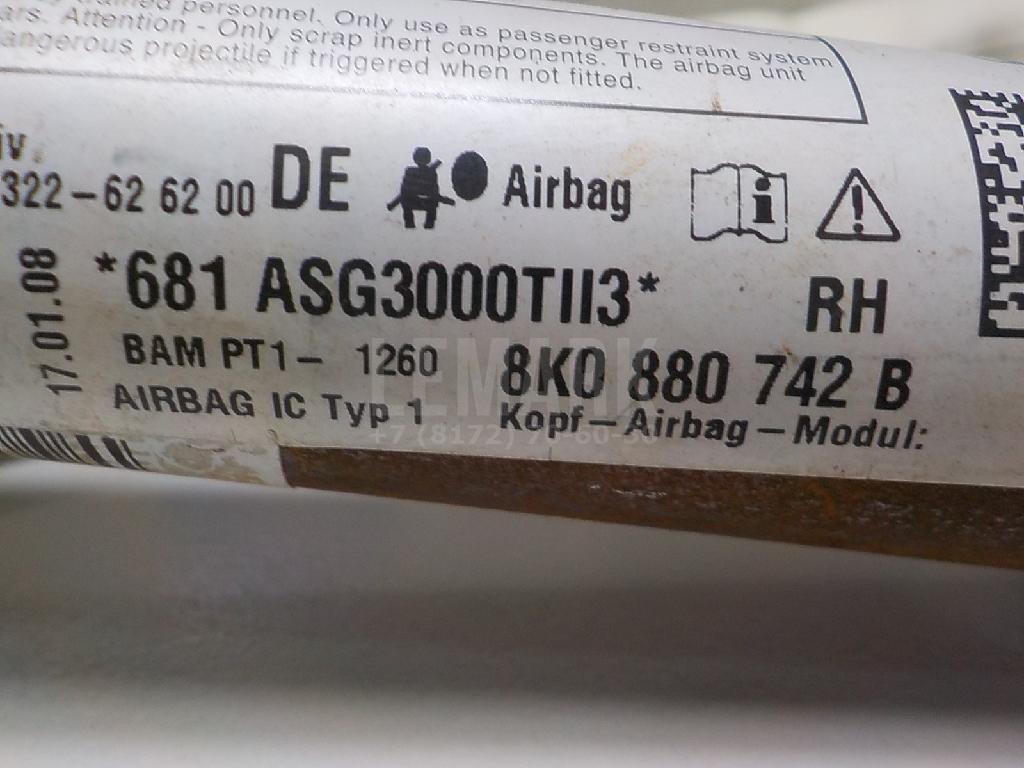 personnel. Only use as passenger restraint system
ars. Attention - Only scrap inert components. The airbag unit
dangerous projectile if triggered when not fitted.
322-62 62 00 DE Airbag
17.01.08
*681 ASG3000TII3* RH
BAM PT1- 1260 8K0 880 742 B
AIRBAG IC Typ 1 Kopf-Airbag-Modul:
LEMARK